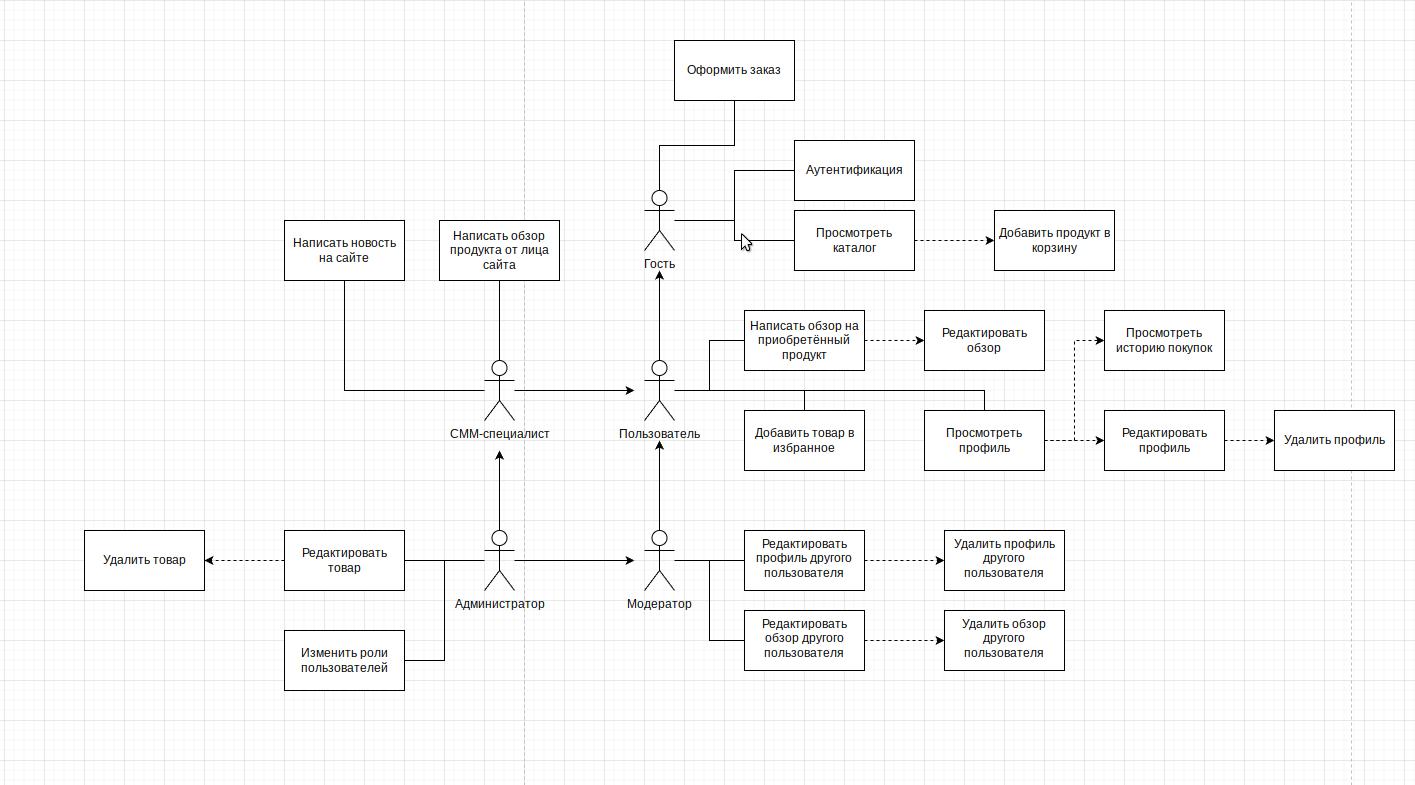 Оформить заказ
Аутентификация
Просмотреть
каталог
Добавить продукт в
корзину
Гость
Написать новость
на сайте
Написать обзор
продукта от лица
сайта
Написать обзор на
приобретённый
продукт
Редактировать
обзор
Просмотреть
историю покупок
СММ-специалист
Пользователь
Добавить товар в
избранное
Просмотреть
профиль
Редактировать
профиль
Удалить профиль
Удалить товар
Редактировать
товар
Администратор
Модератор
Редактировать
профиль другого
пользователя
Удалить профиль
другого
пользователя
Изменить роли
пользователей
Редактировать
обзор другого
пользователя
Удалить обзор
другого
пользователя